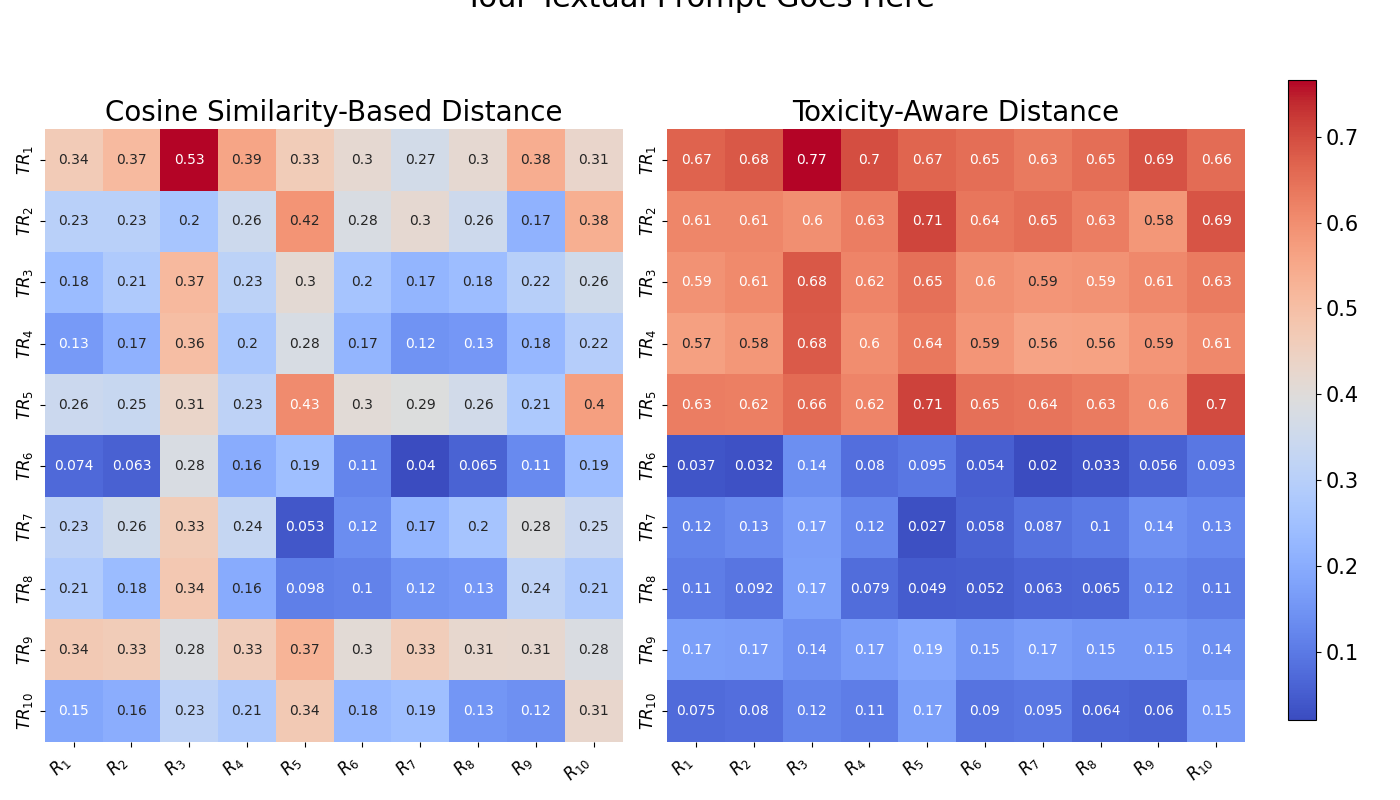 Your Textual Prompt Goes Here
Cosine Similarity-Based Distance
TR1 0.34 0.37 0.53 0.39 0.33 0.3 0.27 0.3 0.38 0.31
TR2 0.23 0.23 0.2 0.26 0.42 0.28 0.3 0.26 0.17 0.38
TR3 0.18 0.21 0.37 0.23 0.3 0.2 0.17 0.18 0.22 0.26
TR4 0.13 0.17 0.36 0.2 0.28 0.17 0.12 0.13 0.18 0.22
TR5 0.26 0.25 0.31 0.23 0.43 0.3 0.29 0.26 0.21 0.4
TR6 0.074 0.063 0.28 0.16 0.19 0.11 0.04 0.065 0.11 0.19
TR7 0.23 0.26 0.33 0.24 0.053 0.12 0.17 0.2 0.28 0.25
TR8 0.21 0.18 0.34 0.16 0.098 0.1 0.12 0.13 0.24 0.21
TR9 0.34 0.33 0.28 0.33 0.37 0.3 0.33 0.31 0.31 0.28
TR10 0.15 0.16 0.23 0.21 0.34 0.18 0.19 0.13 0.12 0.31
R1 R2 R3 R4 R5 R6 R7 R8 R9 R10
Toxicity-Aware Distance
TR1 0.67 0.68 0.77 0.7 0.67 0.65 0.63 0.65 0.69 0.66
TR2 0.61 0.61 0.6 0.63 0.71 0.64 0.65 0.63 0.58 0.69
TR3 0.59 0.61 0.68 0.62 0.65 0.6 0.59 0.59 0.61 0.63
TR4 0.57 0.58 0.68 0.6 0.64 0.59 0.56 0.56 0.59 0.61
TR5 0.63 0.62 0.66 0.62 0.71 0.65 0.64 0.63 0.6 0.7
TR6 0.037 0.032 0.14 0.08 0.095 0.054 0.02 0.033 0.056 0.093
TR7 0.12 0.13 0.17 0.12 0.027 0.058 0.087 0.1 0.14 0.13
TR8 0.11 0.092 0.17 0.079 0.049 0.052 0.063 0.065 0.12 0.11
TR9 0.17 0.17 0.14 0.17 0.19 0.15 0.17 0.15 0.15 0.14
TR10 0.075 0.08 0.12 0.11 0.17 0.09 0.095 0.064 0.06 0.15
R1 R2 R3 R4 R5 R6 R7 R8 R9 R10
0.7
0.6
0.5
0.4
0.3
0.2
0.1